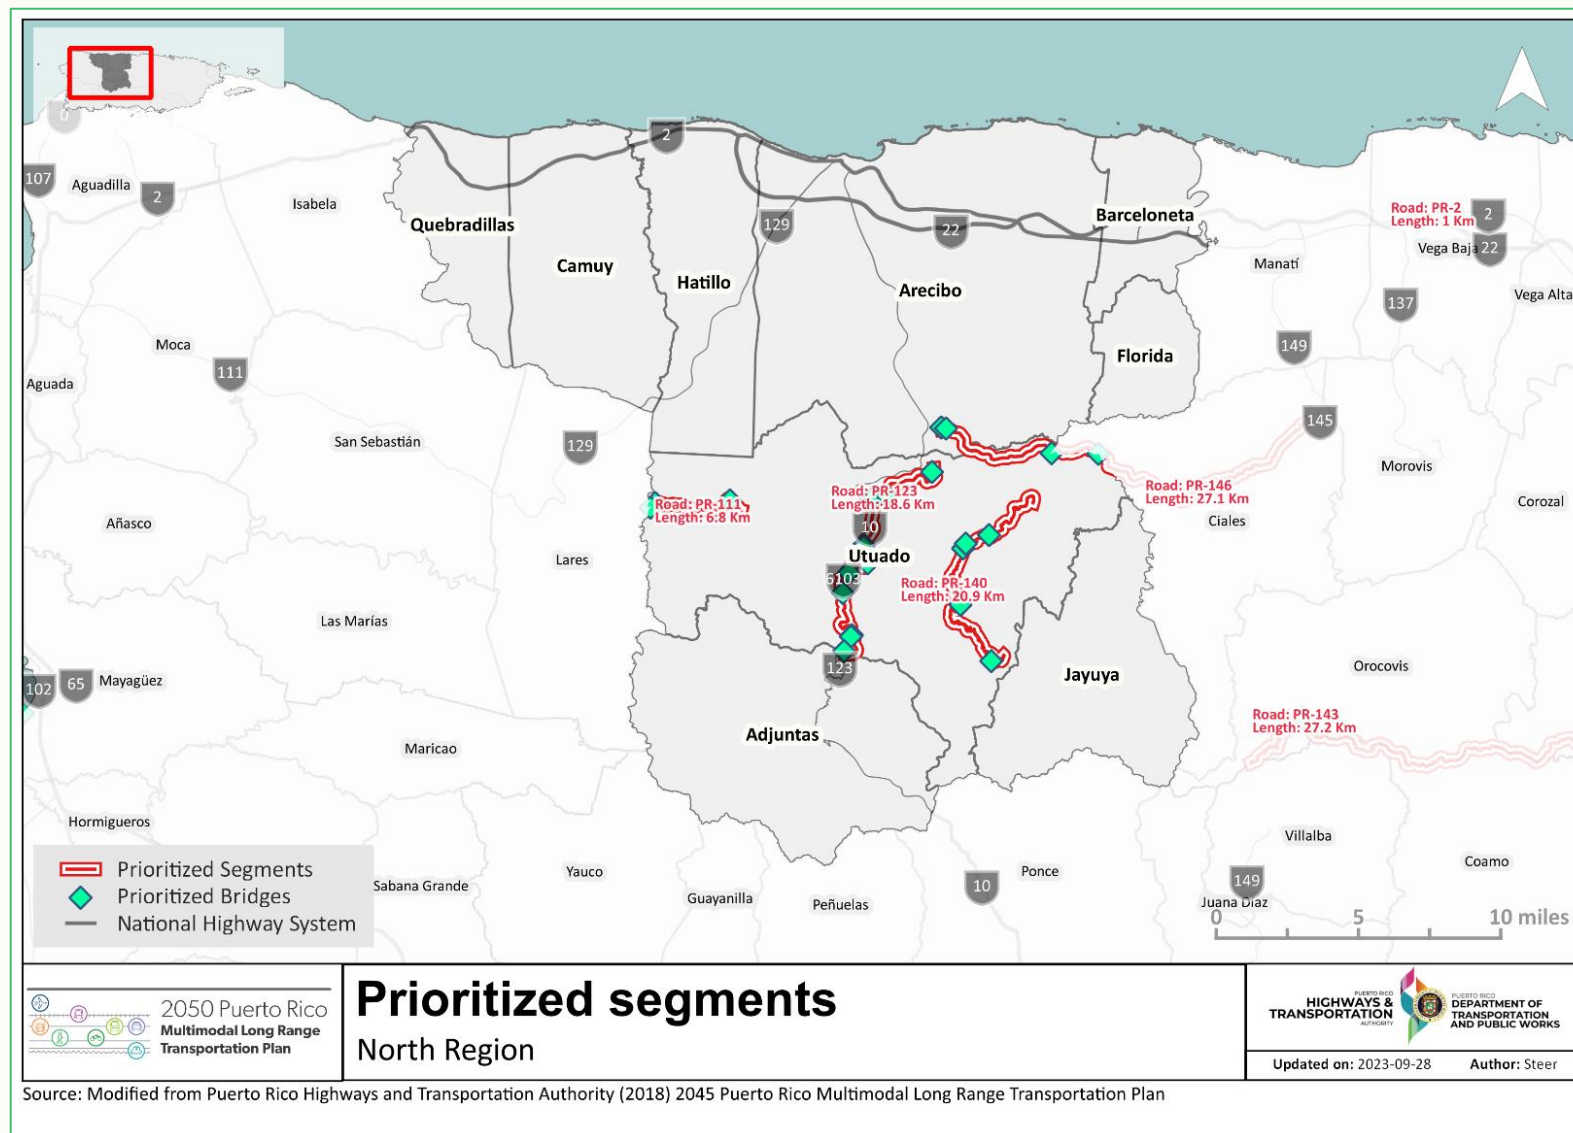 0
2
107
Aguadilla
2
Isabela
129
22
Quebradillas
Barceloneta
Road: PR-2
Length: 1 Km
2
Vega Baja
22
Camuy
Hatillo
Arecibo
Manatí
Vega Alta
137
Moca
111
Aguada
Florida
149
San Sebastián
129
145
Morovis
Road: PR-111
Length: 6.8 Km
Road: PR-123
Length: 18.6 Km
Road: PR-146
Length: 27.1 Km
Ciales
Corozal
Añasco
10
Utuado
Lares
6103
Road: PR-140
Length: 20.9 Km
Las Marías
123
Jayuya
Orocovis
102
65
Mayagüez
Road: PR-143
Length: 27.2 Km
Adjuntas
Maricao
Hormigueros
Villalba
Prioritized Segments
Prioritized Bridges
National Highway System
Sabana Grande
Yauco
Guayanilla
Peñuelas
10
Ponce
149
Juana Díaz
Coamo
0 5 10 miles
2050 Puerto Rico
Multimodal Long Range
Transportation Plan
Prioritized segments
North Region
PUERTO RICO
HIGHWAYS &
TRANSPORTATION
AUTHORITY
PUERTO RICO
DEPARTMENT OF
TRANSPORTATION
AND PUBLIC WORKS
Updated on: 2023-09-28 Author: Steer
Source: Modified from Puerto Rico Highways and Transportation Authority (2018) 2045 Puerto Rico Multimodal Long Range Transportation Plan